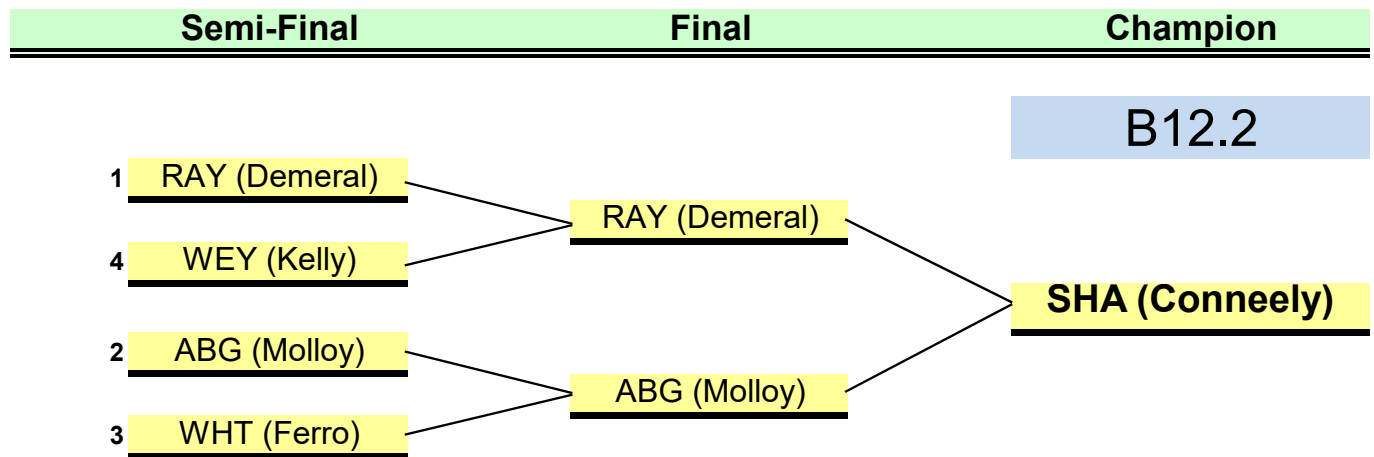 Semi-Final Final Champion
B12.2
1 RAY (Demeral)
RAY (Demeral)
4 WEY (Kelly)
SHA (Conneely)
2 ABG (Molloy)
ABG (Molloy)
3 WHT (Ferro)